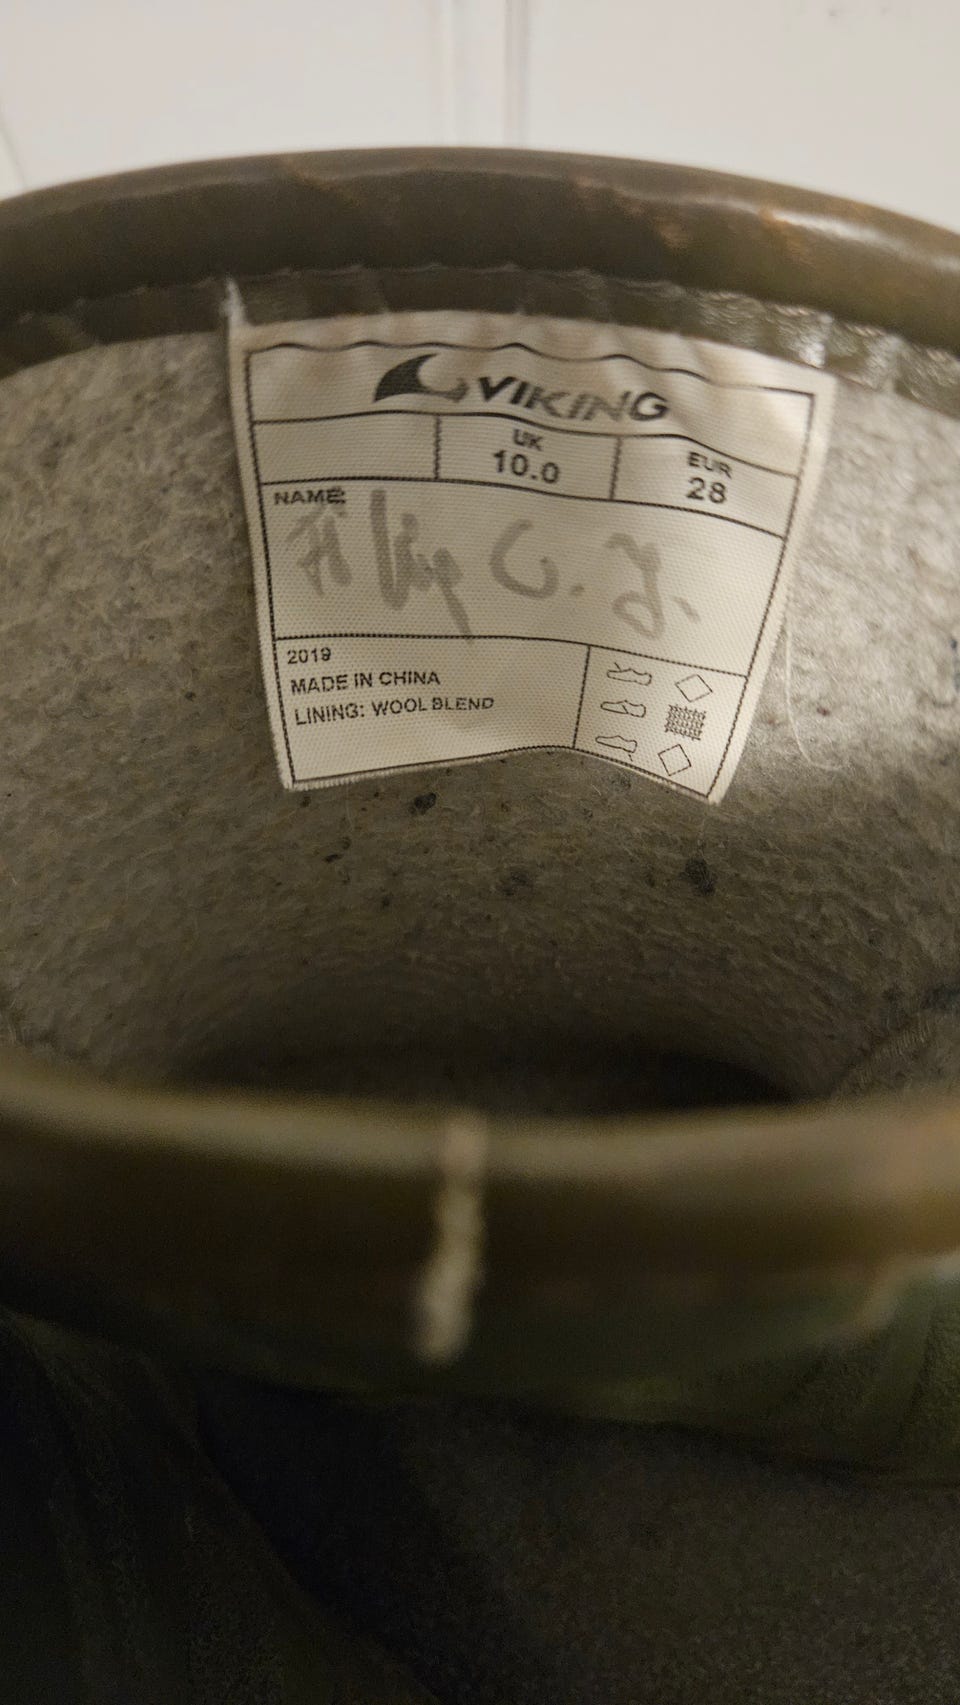 VIKING
UK EUR
10.0 28
NAME:
C. J.
2019
MADE IN CHINA
LINING: WOOL BLEND